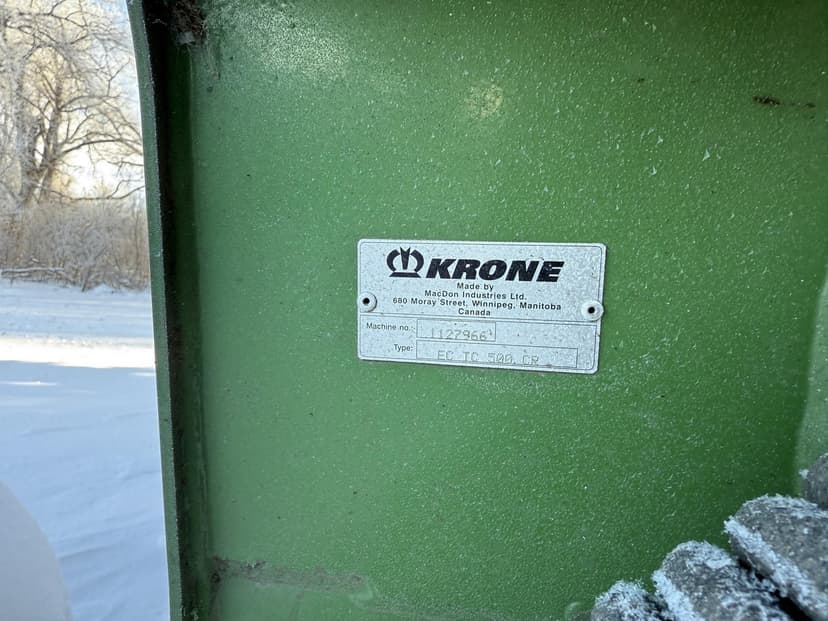 KRONE
Made by
MacDon Industries Ltd.
680 Moray Street, Winnipeg, Manitoba
Canada
Machine no.: 1127966
Type: EC TC 500 CR